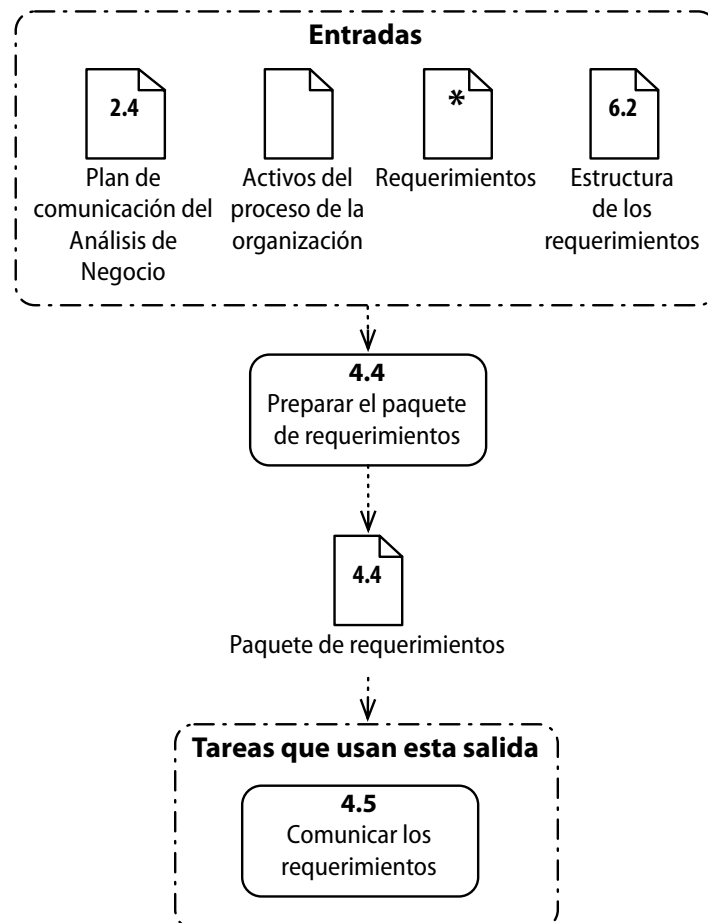 Entradas
2.4
*
6.2
Plan de
comunicación del
Análisis de
Negocio
Activos del
proceso de la
organización
Requerimientos
Estructura
de los
requerimientos
4.4
Preparar el paquete
de requerimientos
4.4
Paquete de requerimientos
Tareas que usan esta salida
4.5
Comunicar los
requerimientos